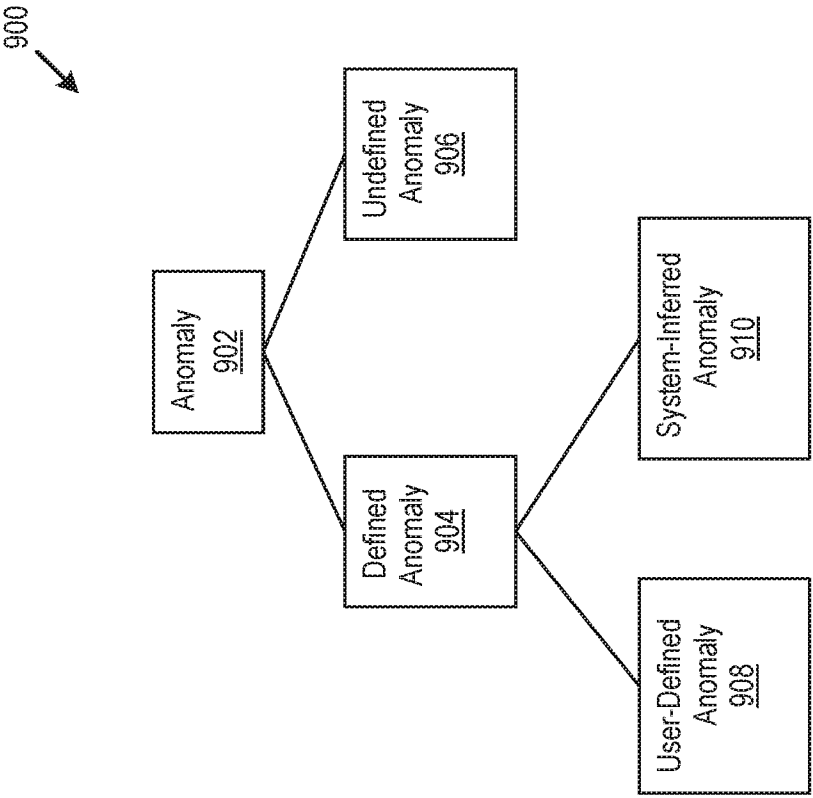 900
Anomaly
902
Defined
Anomaly
904
Undefined
Anomaly
906
User-Defined
Anomaly
908
System-Inferred
Anomaly
910